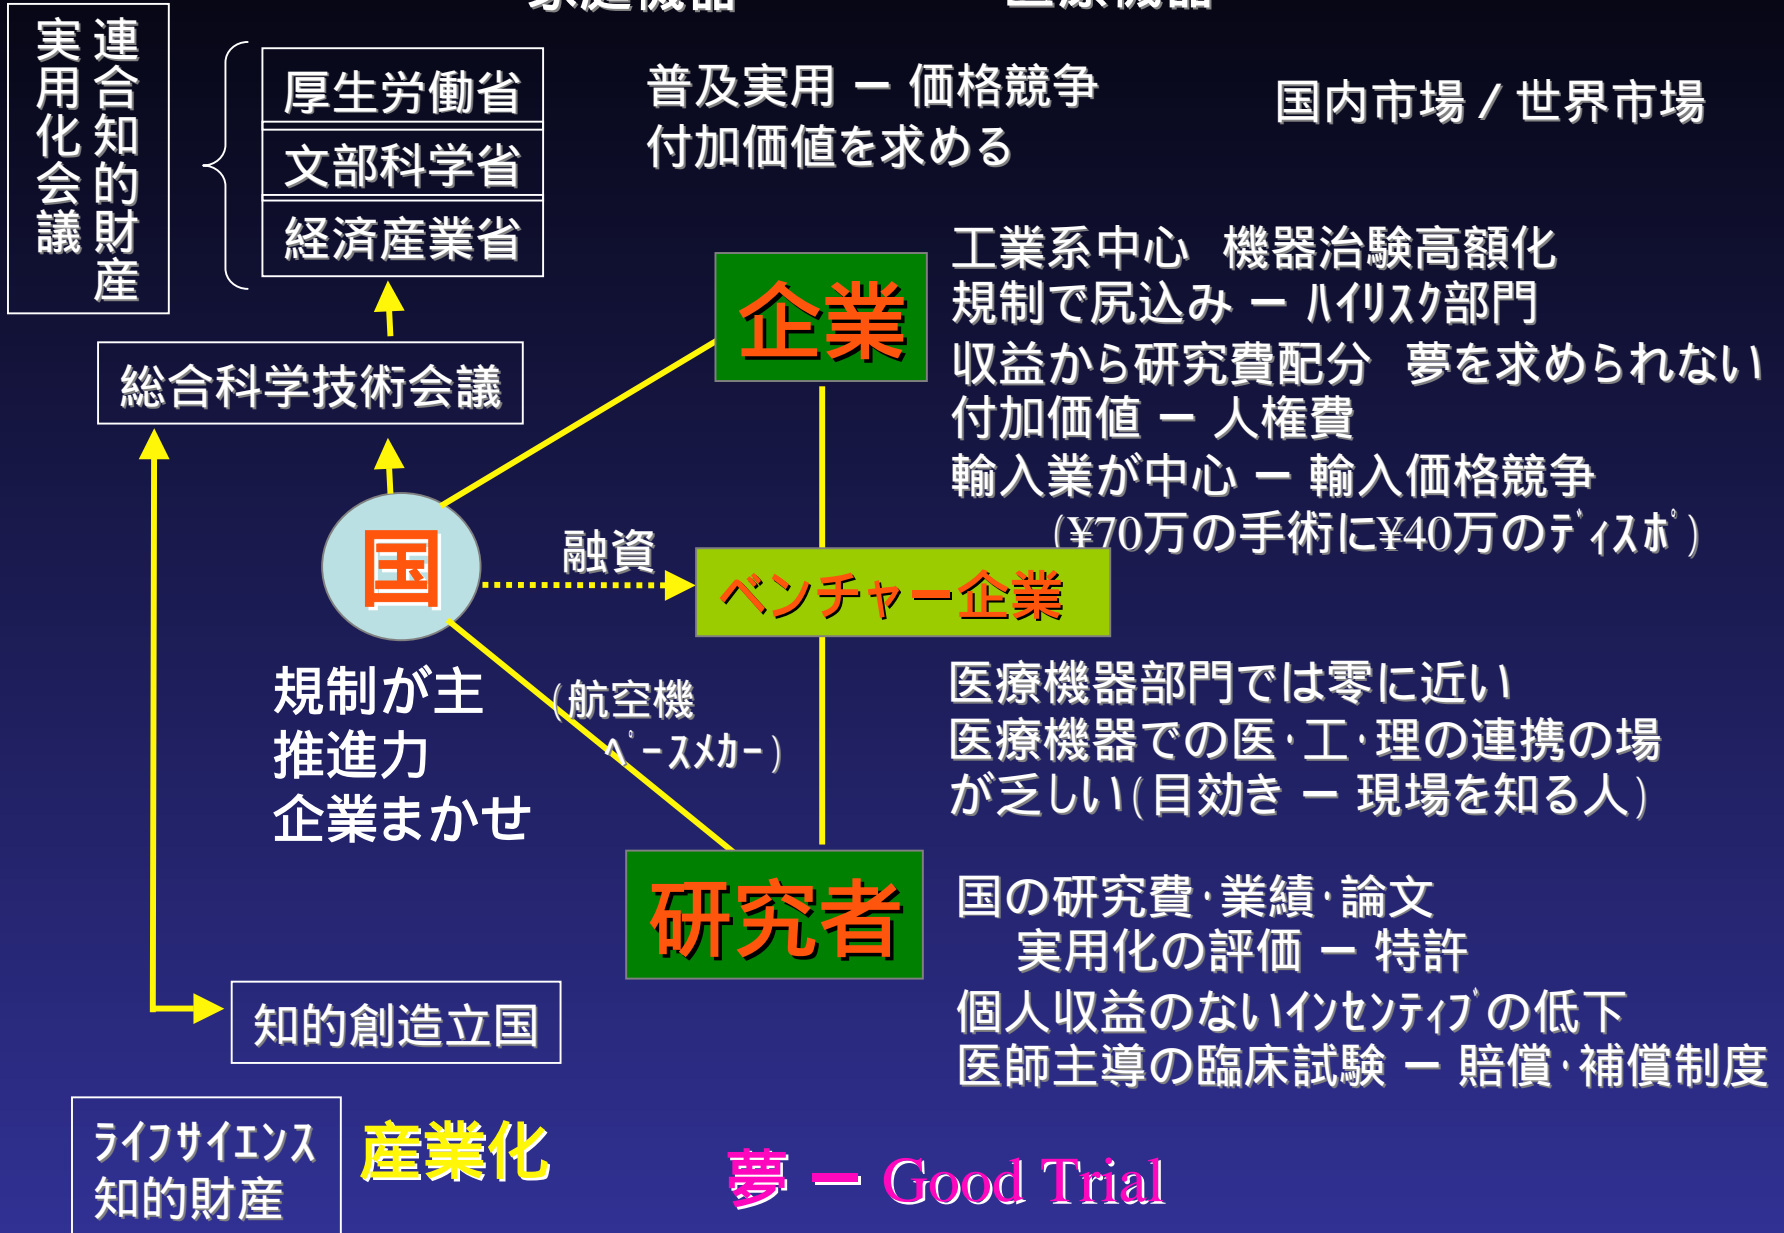 家庭機器
医療機器
連合知的財産
実用化会議
厚生労働省
文部科学省
経済産業省
普及実用 ー 価格競争
付加価値を求める
国内市場 / 世界市場
総合科学技術会議
企業
工業系中心 機器治験高額化
規制で尻込み ー ﾊｲﾘｽｸ部門
収益から研究費配分 夢を求められない
付加価値 ー 人権費
輸入業が中心 ー 輸入価格競争
(¥70万の手術に¥40万のﾃﾞｨｽﾎﾟ)
国
融資
ベンチャー企業
規制が主
推進力
企業まかせ
(航空機
ﾍﾟｰｽﾒｶｰ)
医療機器部門では零に近い
医療機器での医･工･理の連携の場
が乏しい(目効き ー 現場を知る人)
研究者
国の研究費･業績･論文
実用化の評価 ー 特許
個人収益のないｲﾝｾﾝﾃｨﾌﾞの低下
医師主導の臨床試験 ー 賠償･補償制度
知的創造立国
ﾗｲﾌｻｲｴﾝｽ
知的財産
産業化
夢 ー Good Trial